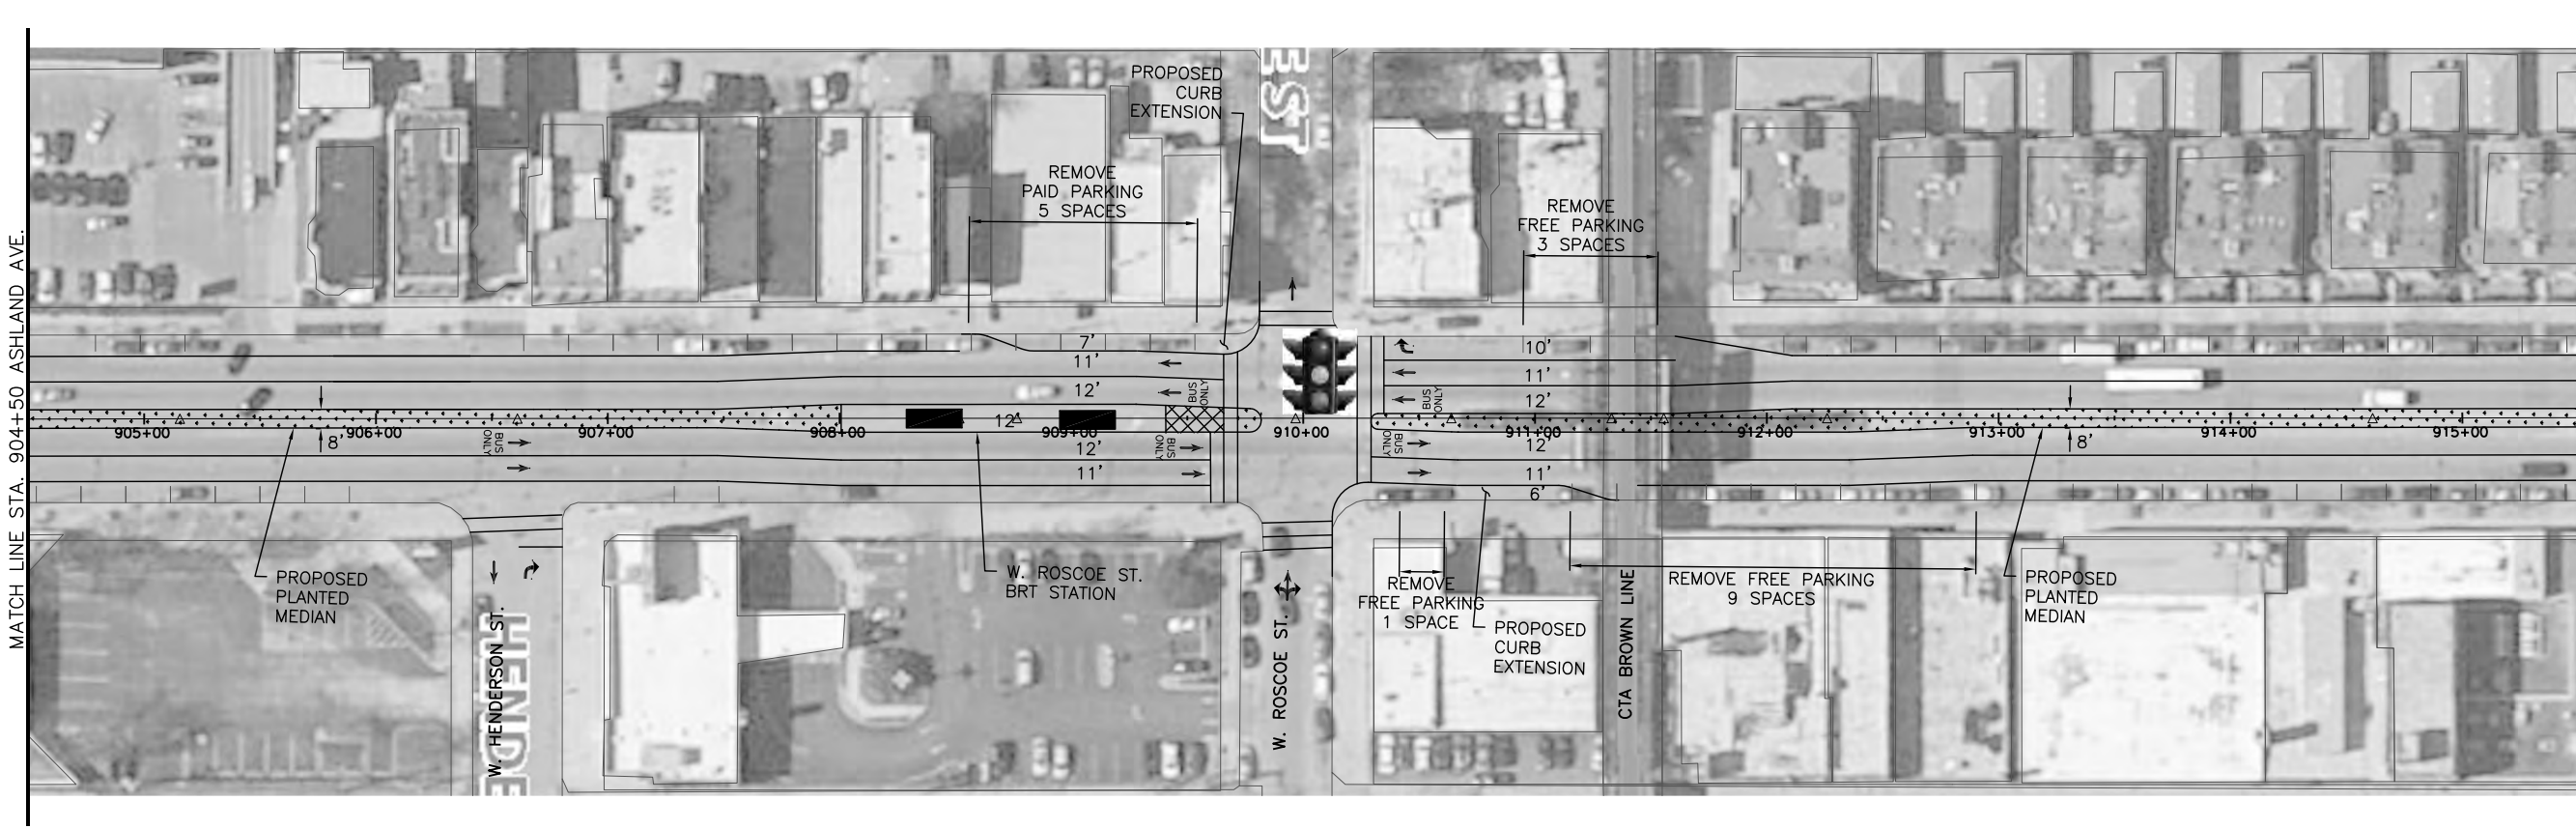 MATCH LINE STA. 904+50 ASHLAND AVE.
PROPOSED
CURB
EXTENSION
EST
REMOVE
PAID PARKING
5 SPACES
REMOVE
FREE PARKING
3 SPACES
7'
11'
12'
BUS
ONLY
10'
11'
12'
BUS
ONLY
12'
905+00
906+00
907+00
908+00
909+00
910+00
911+00
912+00
913+00
914+00
915+00
8'
BUS
ONLY
12'
11'
BUS
ONLY
BUS
ONLY
12'
11'
6'
8'
PROPOSED
PLANTED
MEDIAN
W. HENDERSON ST.
HENDE
W. ROSCOE ST.
BRT STATION
W. ROSCOE ST.
REMOVE
FREE PARKING
1 SPACE
PROPOSED
CURB
EXTENSION
CTA BROWN LINE
REMOVE FREE PARKING
9 SPACES
PROPOSED
PLANTED
MEDIAN